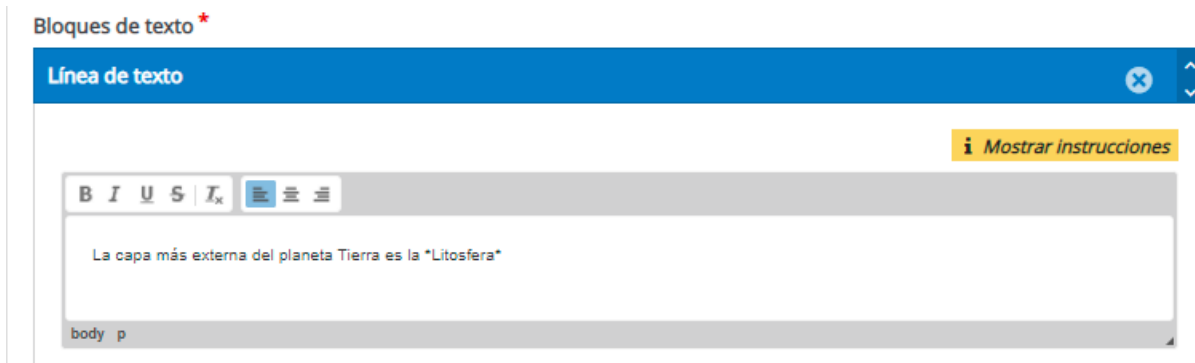 Bloques de texto *
Línea de texto
i Mostrar instrucciones
B I U S Tx
La capa más externa del planeta Tierra es la *Litosfera*
body p